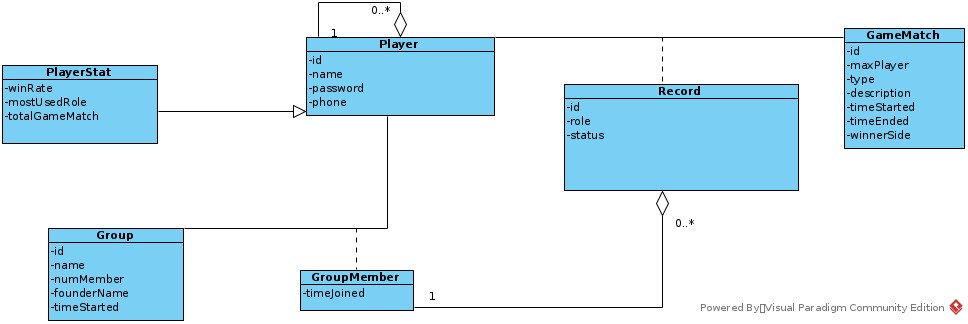 0..*
1
Player
-id
-name
-password
-phone
GameMatch
-id
-maxPlayer
-type
-description
-timeStarted
-timeEnded
-winnerSide
PlayerStat
-winRate
-mostUsedRole
-totalGameMatch
Record
-id
-role
-status
0..*
Group
-id
-name
-numMember
-founderName
-timeStarted
GroupMember
-timeJoined
1
Powered By▯Visual Paradigm Community Edition